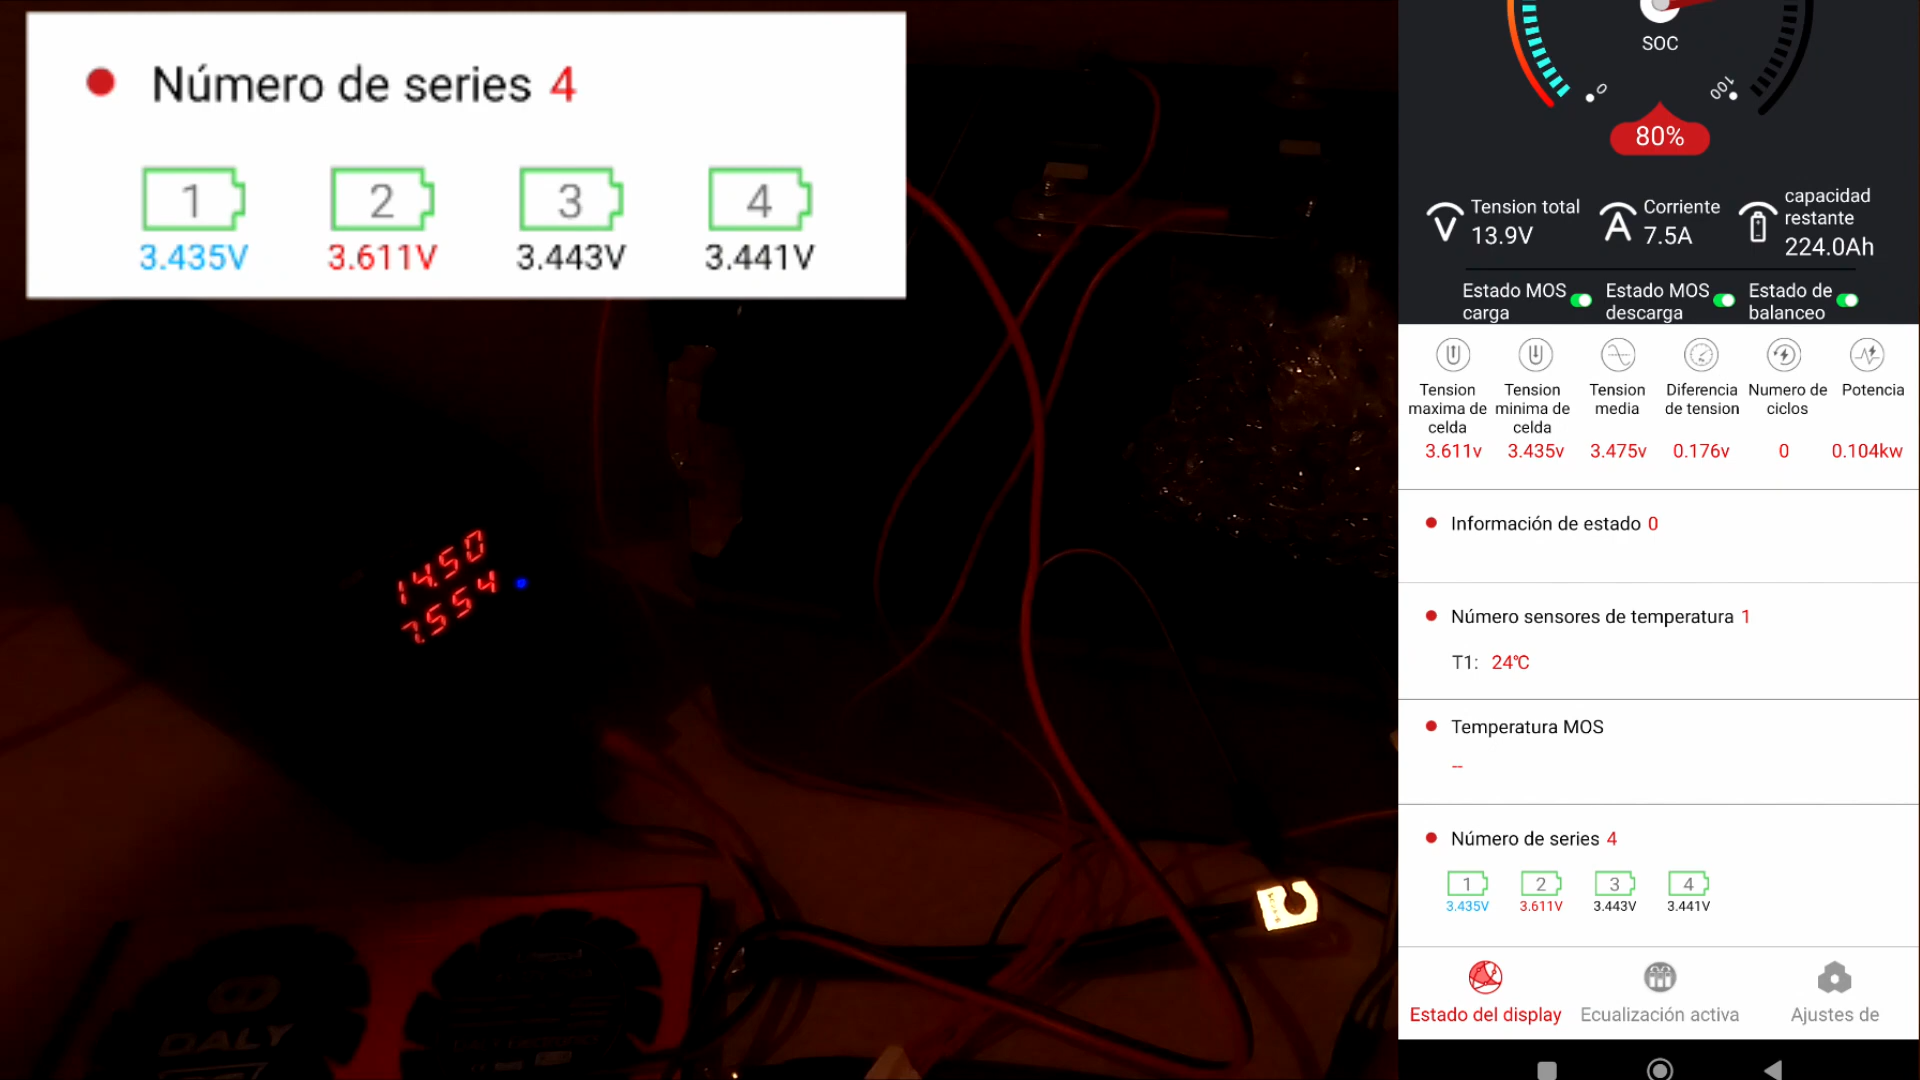 Número de series 4
1 2 3 4
3.435V 3.611V 3.443V 3.441V
14.50
7.554
DALY
SOC
0 100
80%
Tension total
13.9V
Corriente
7.5A
capacidad
restante
224.0Ah
Estado MOS
carga
Estado MOS
descarga
Estado de
balanceo
Tension
maxima de
celda
3.611v
Tension
minima de
celda
3.435v
Tension
media
3.475v
Diferencia
de tension
0.176v
Numero de
ciclos
0
Potencia
0.104kw
Información de estado 0
Número sensores de temperatura 1
T1: 24℃
Temperatura MOS
--
Número de series 4
1 2 3 4
3.435V 3.611V 3.443V 3.441V
Estado del display
Ecualización activa
Ajustes de